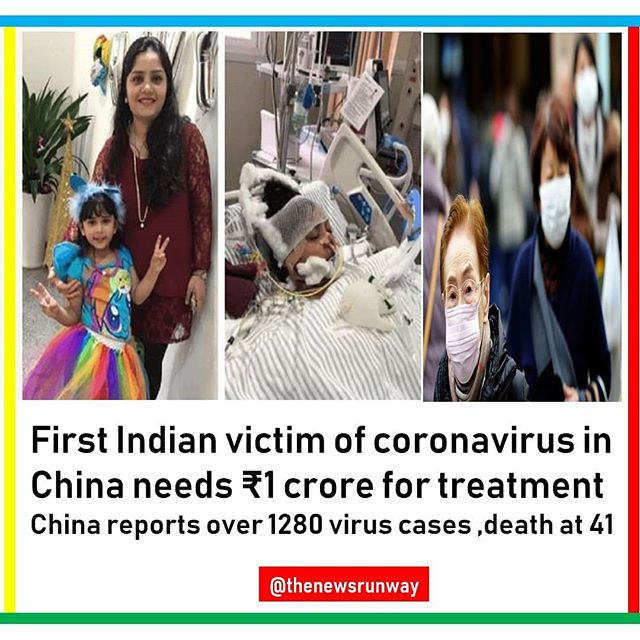 First Indian victim of coronavirus in
China needs ₹1 crore for treatment
China reports over 1280 virus cases ,death at 41
@thenewsrunway